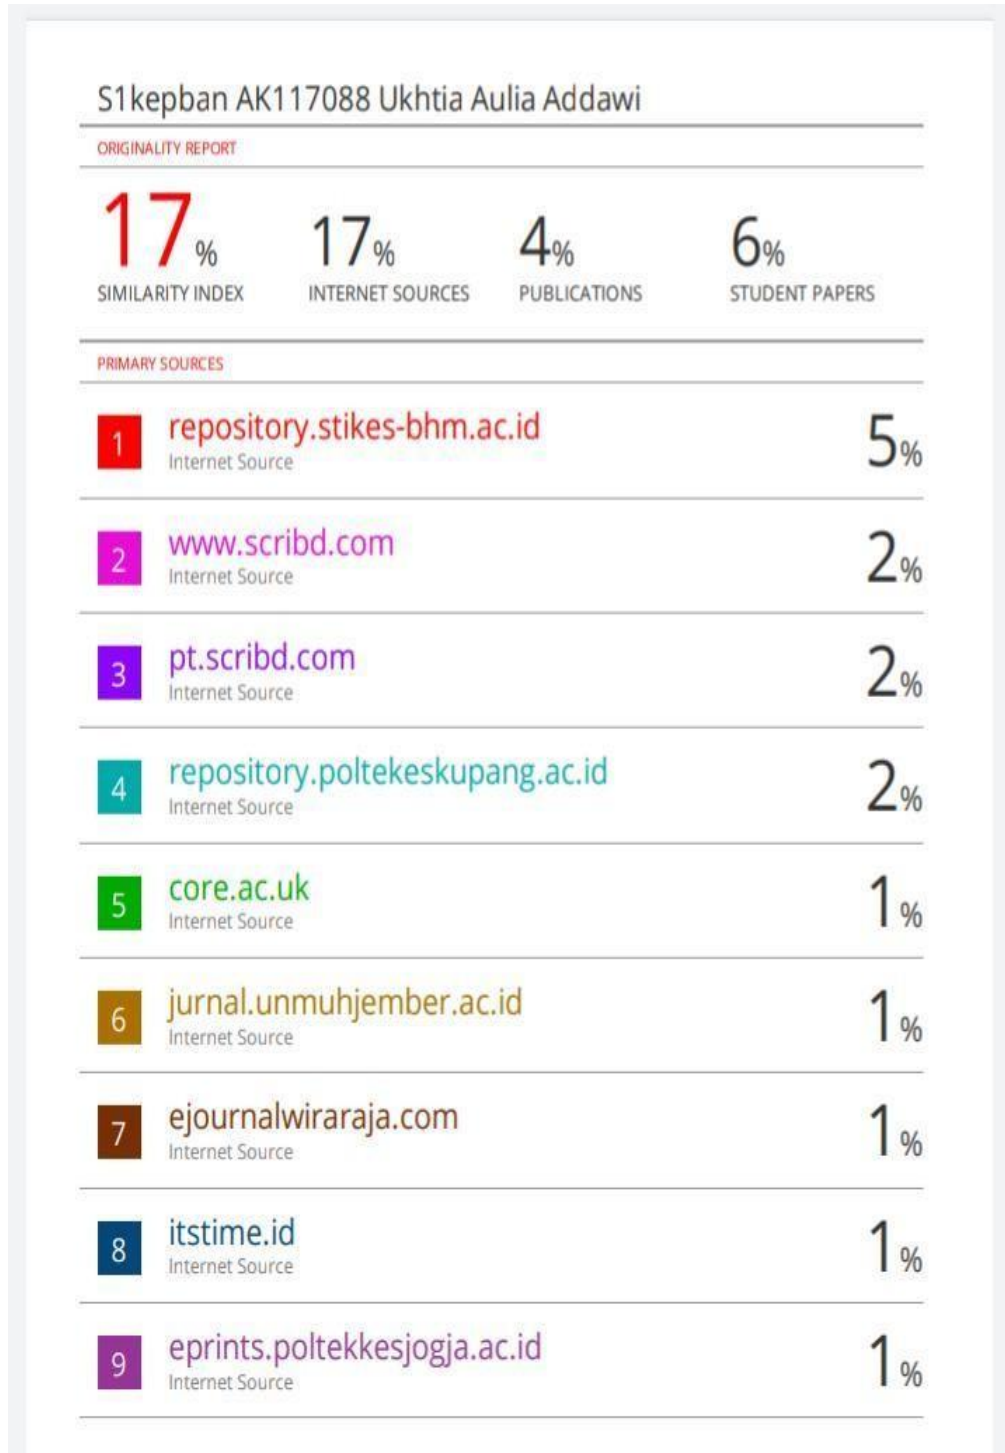 S1kepban AK117088 Ukhtia Aulia Addawi
ORIGINALITY REPORT
17% 17% 4% 6%
SIMILARITY INDEX INTERNET SOURCES PUBLICATIONS STUDENT PAPERS
PRIMARY SOURCES
1 repository.stikes-bhm.ac.id 5%
Internet Source
2 www.scribd.com 2%
Internet Source
3 pt.scribd.com 2%
Internet Source
4 repository.poltekeskupang.ac.id 2%
Internet Source
5 core.ac.uk 1%
Internet Source
6 jurnal.unmuhjember.ac.id 1%
Internet Source
7 ejournalwiraraja.com 1%
Internet Source
8 itstime.id 1%
Internet Source
9 eprints.poltekkesjogja.ac.id 1%
Internet Source